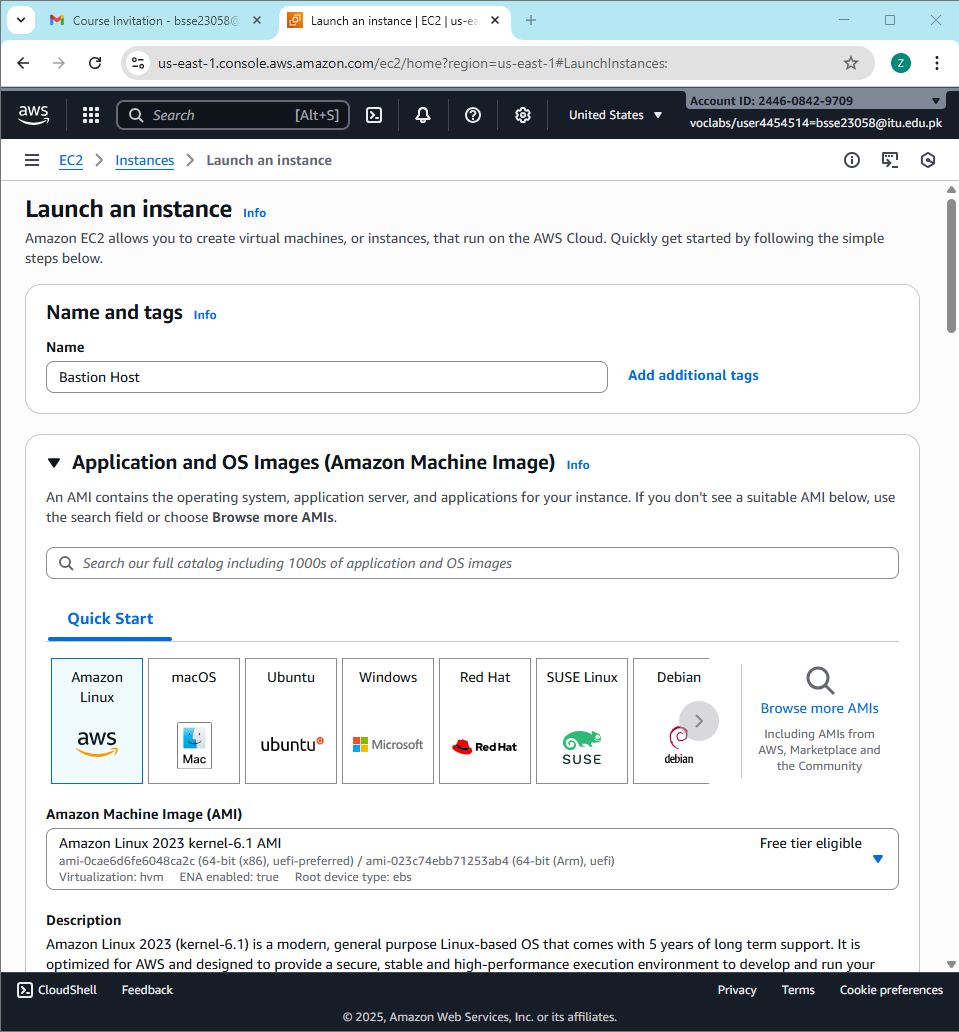 Course Invitation - bsse23058@
Launch an instance | EC2 | us-ea
us-east-1.console.aws.amazon.com/ec2/home?region=us-east-1#LaunchInstances:
Z
aws
Search [Alt+S]
United States
Account ID: 2446-0842-9709
voclabs/user4454514=bsse23058@itu.edu.pk
EC2 Instances Launch an instance
Launch an instance Info
Amazon EC2 allows you to create virtual machines, or instances, that run on the AWS Cloud. Quickly get started by following the simple
steps below.
Name and tags Info
Name
Bastion Host
Add additional tags
Application and OS Images (Amazon Machine Image) Info
An AMI contains the operating system, application server, and applications for your instance. If you don't see a suitable AMI below, use
the search field or choose Browse more AMIs.
Search our full catalog including 1000s of application and OS images
Quick Start
Amazon
Linux
aws
macOS
Mac
Ubuntu
ubuntu
Windows
Microsoft
Red Hat
Red Hat
SUSE Linux
SUSE
Debian
debian
Browse more AMIs
Including AMIs from
AWS, Marketplace and
the Community
Amazon Machine Image (AMI)
Amazon Linux 2023 kernel-6.1 AMI
Free tier eligible
ami-0cae6d6fe6048ca2c (64-bit (x86), uefi-preferred) / ami-023c74ebb71253ab4 (64-bit (Arm), uefi)
Virtualization: hvm ENA enabled: true Root device type: ebs
Description
Amazon Linux 2023 (kernel-6.1) is a modern, general purpose Linux-based OS that comes with 5 years of long term support. It is
optimized for AWS and designed to provide a secure, stable and high-performance execution environment to develop and run your
CloudShell Feedback Privacy Terms Cookie preferences
© 2025, Amazon Web Services, Inc. or its affiliates.